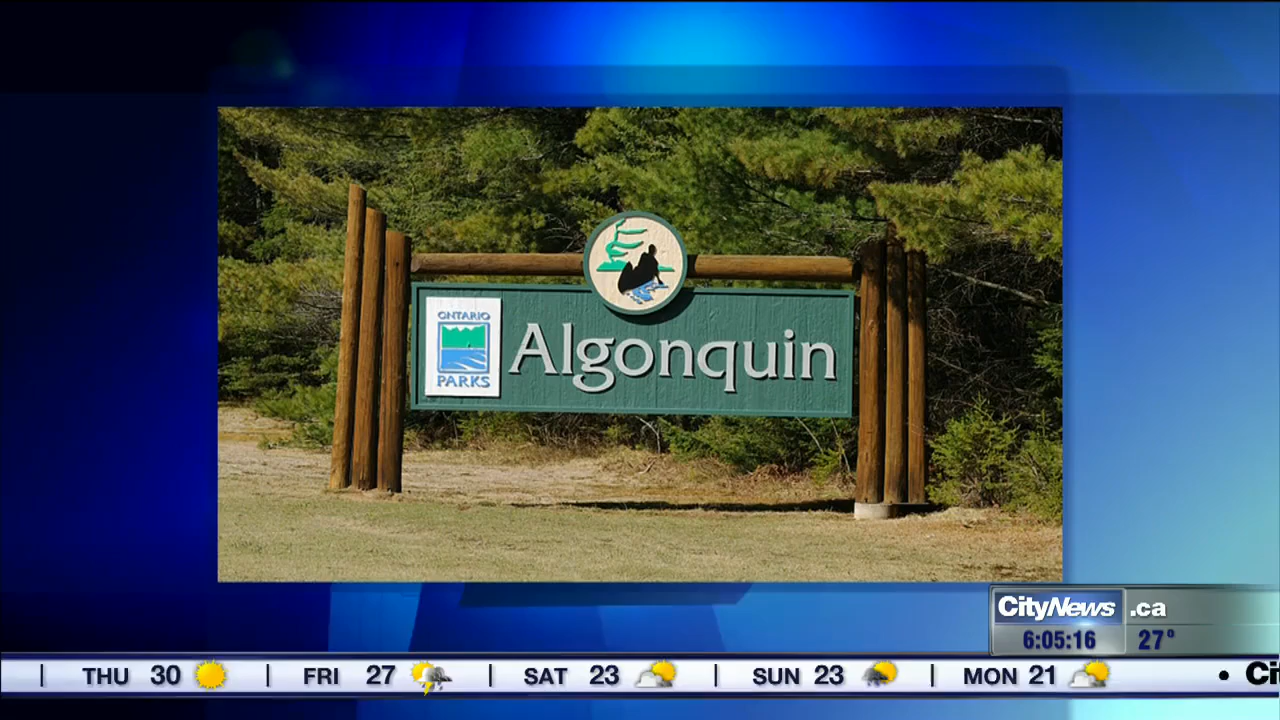 ONTARIO
PARKS
Algonquin
CityNews .ca
6:05:16 27°
THU 30 | FRI 27 | SAT 23 | SUN 23 | MON 21 • Ci